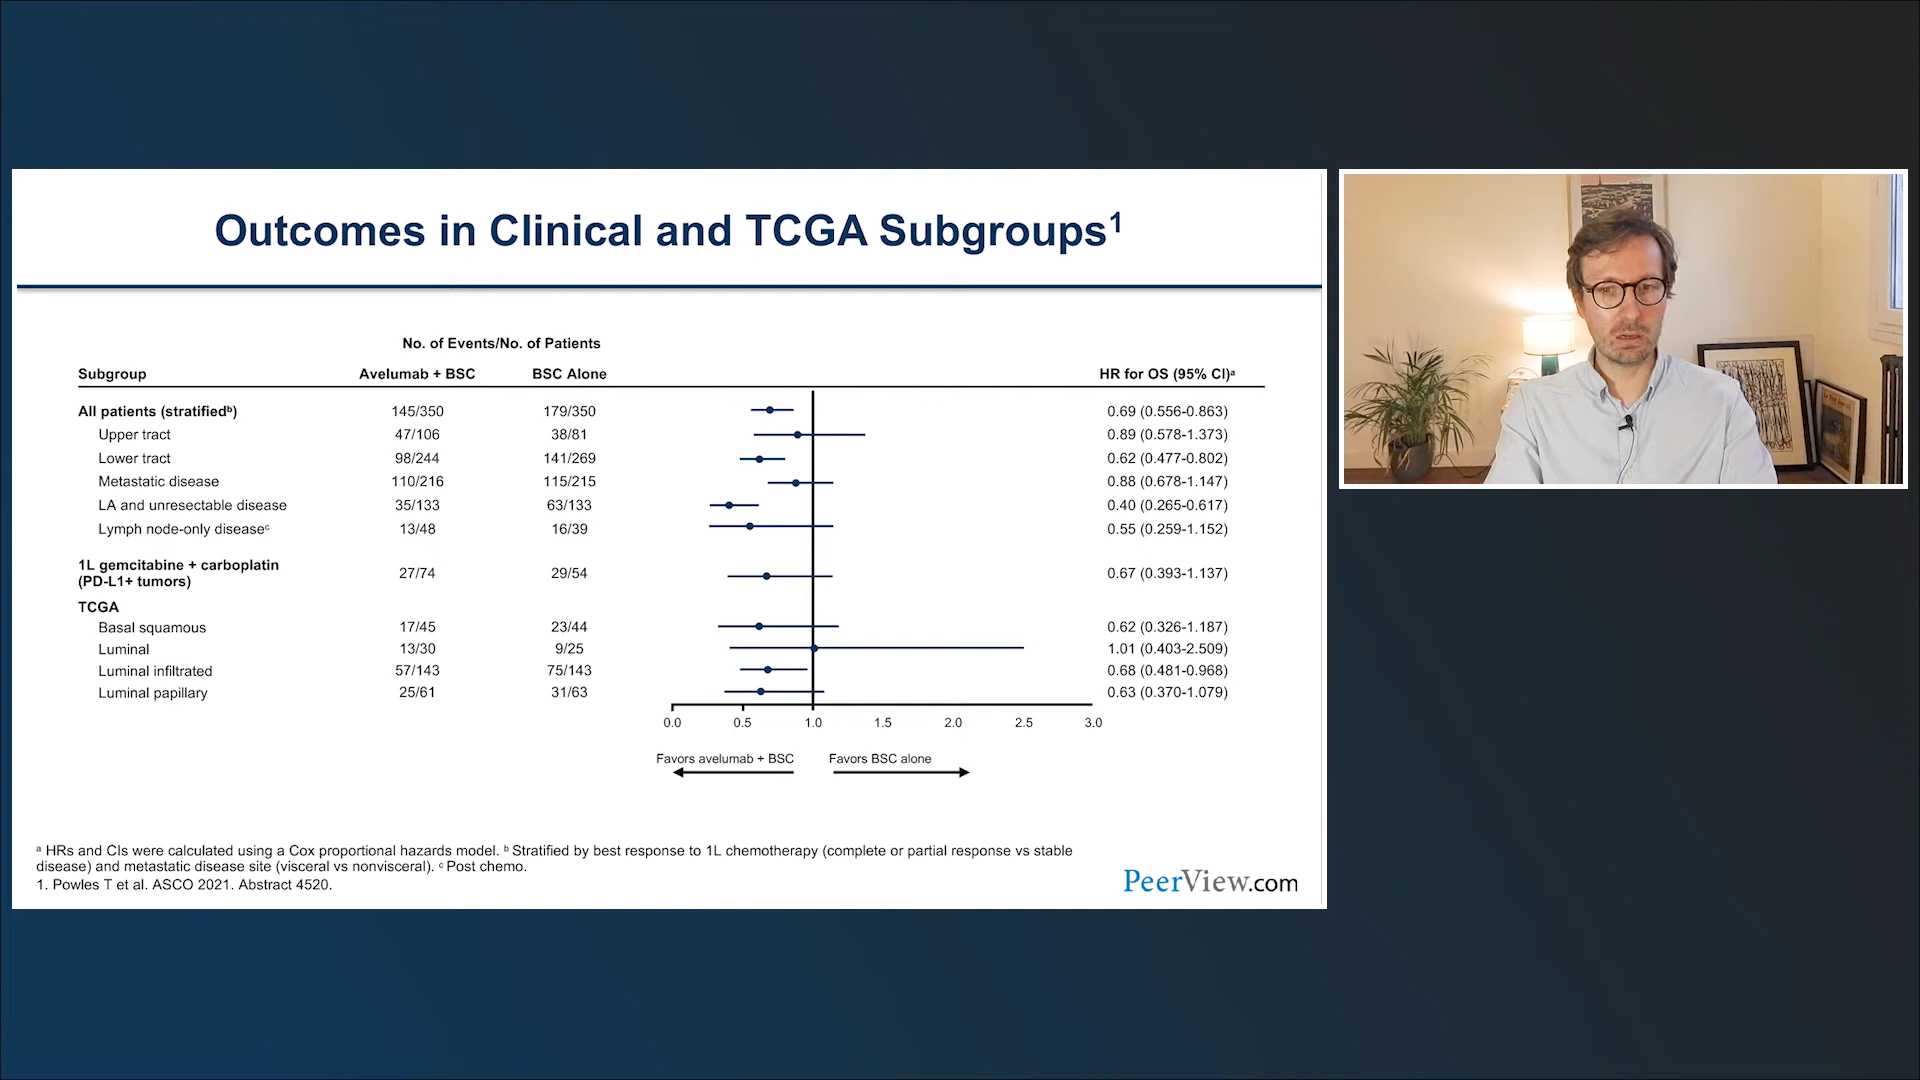 Outcomes in Clinical and TCGA Subgroups¹
No. of Events/No. of Patients
Subgroup Avelumab + BSC BSC Alone HR for OS (95% CI)ᵃ
All patients (stratifiedᵇ) 145/350 179/350 0.69 (0.556-0.863)
Upper tract 47/106 38/81 0.89 (0.578-1.373)
Lower tract 98/244 141/269 0.62 (0.477-0.802)
Metastatic disease 110/216 115/215 0.88 (0.678-1.147)
LA and unresectable disease 35/133 63/133 0.40 (0.265-0.617)
Lymph node-only diseaseᶜ 13/48 16/39 0.55 (0.259-1.152)
1L gemcitabine + carboplatin
(PD-L1+ tumors) 27/74 29/54 0.67 (0.393-1.137)
TCGA
Basal squamous 17/45 23/44 0.62 (0.326-1.187)
Luminal 13/30 9/25 1.01 (0.403-2.509)
Luminal infiltrated 57/143 75/143 0.68 (0.481-0.968)
Luminal papillary 25/61 31/63 0.63 (0.370-1.079)
0.0 0.5 1.0 1.5 2.0 2.5 3.0
Favors avelumab + BSC Favors BSC alone
ᵃ HRs and CIs were calculated using a Cox proportional hazards model. ᵇ Stratified by best response to 1L chemotherapy (complete or partial response vs stable
disease) and metastatic disease site (visceral vs nonvisceral). ᶜ Post chemo.
1. Powles T et al. ASCO 2021. Abstract 4520.
PeerView.com